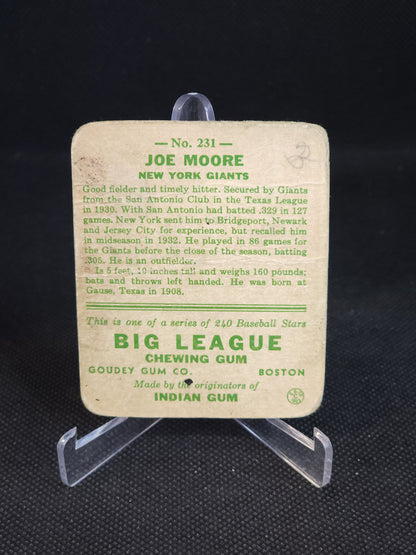 — No. 231 —
JOE MOORE
NEW YORK GIANTS
Good fielder and timely hitter. Secured by Giants
from the San Antonio Club in the Texas League
in 1930. With San Antonio had batted .329 in 127
games. New York sent him to Bridgeport, Newark
and Jersey City for experience, but recalled him
in midseason in 1932. He played in 86 games for
the Giants before the close of the season, batting
.305. He is an outfielder.
Is 5 feet, 10 inches tall and weighs 160 pounds;
bats and throws left handed. He was born at
Gause, Texas in 1908.
This is one of a series of 240 Baseball Stars
BIG LEAGUE
CHEWING GUM
GOUDEY GUM CO. BOSTON
Made by the originators of
INDIAN GUM